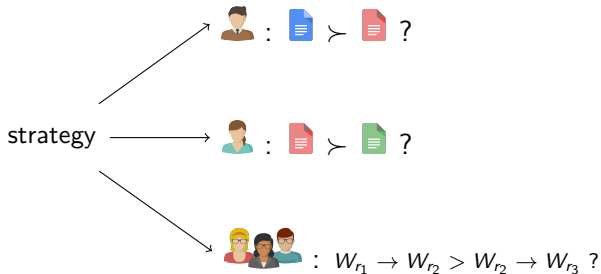 : ≻ ?
strategy : ≻ ?
: W_{r_1} → W_{r_2} > W_{r_2} → W_{r_3} ?